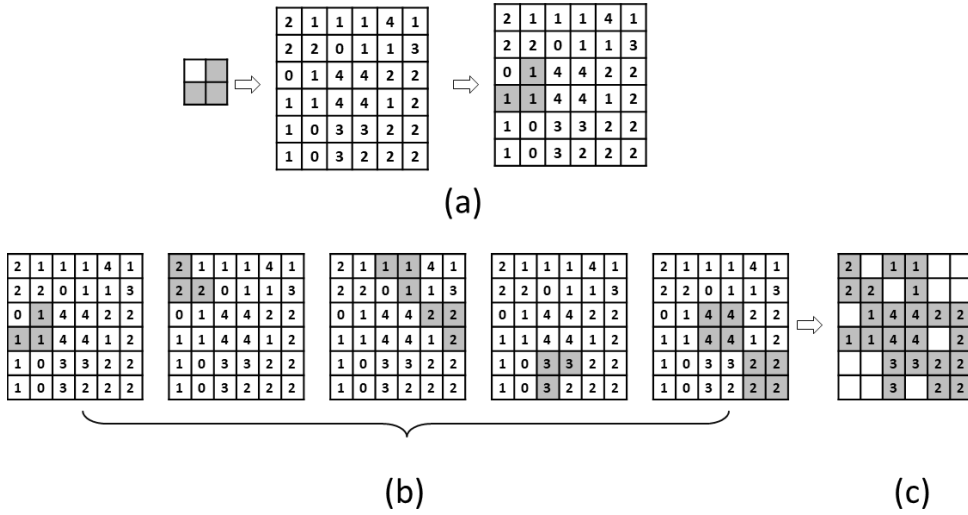 2 1 1 1 4 1
2 2 0 1 1 3
0 1 4 4 2 2
1 1 4 4 1 2
1 0 3 3 2 2
1 0 3 2 2 2
2 1 1 1 4 1
2 2 0 1 1 3
0 1 4 4 2 2
1 1 4 4 1 2
1 0 3 3 2 2
1 0 3 2 2 2
(a)
2 1 1 1 4 1
2 2 0 1 1 3
0 1 4 4 2 2
1 1 4 4 1 2
1 0 3 3 2 2
1 0 3 2 2 2
2 1 1 1 4 1
2 2 0 1 1 3
0 1 4 4 2 2
1 1 4 4 1 2
1 0 3 3 2 2
1 0 3 2 2 2
2 1 1 1 4 1
2 2 0 1 1 3
0 1 4 4 2 2
1 1 4 4 1 2
1 0 3 3 2 2
1 0 3 2 2 2
2 1 1 1 4 1
2 2 0 1 1 3
0 1 4 4 2 2
1 1 4 4 1 2
1 0 3 3 2 2
1 0 3 2 2 2
2 1 1 1 4 1
2 2 0 1 1 3
0 1 4 4 2 2
1 1 4 4 1 2
1 0 3 3 2 2
1 0 3 2 2 2
2 1 1
2 2 1
1 4 4 2 2
1 1 4 4 2
3 3 2 2
3 2 2
(b)
(c)